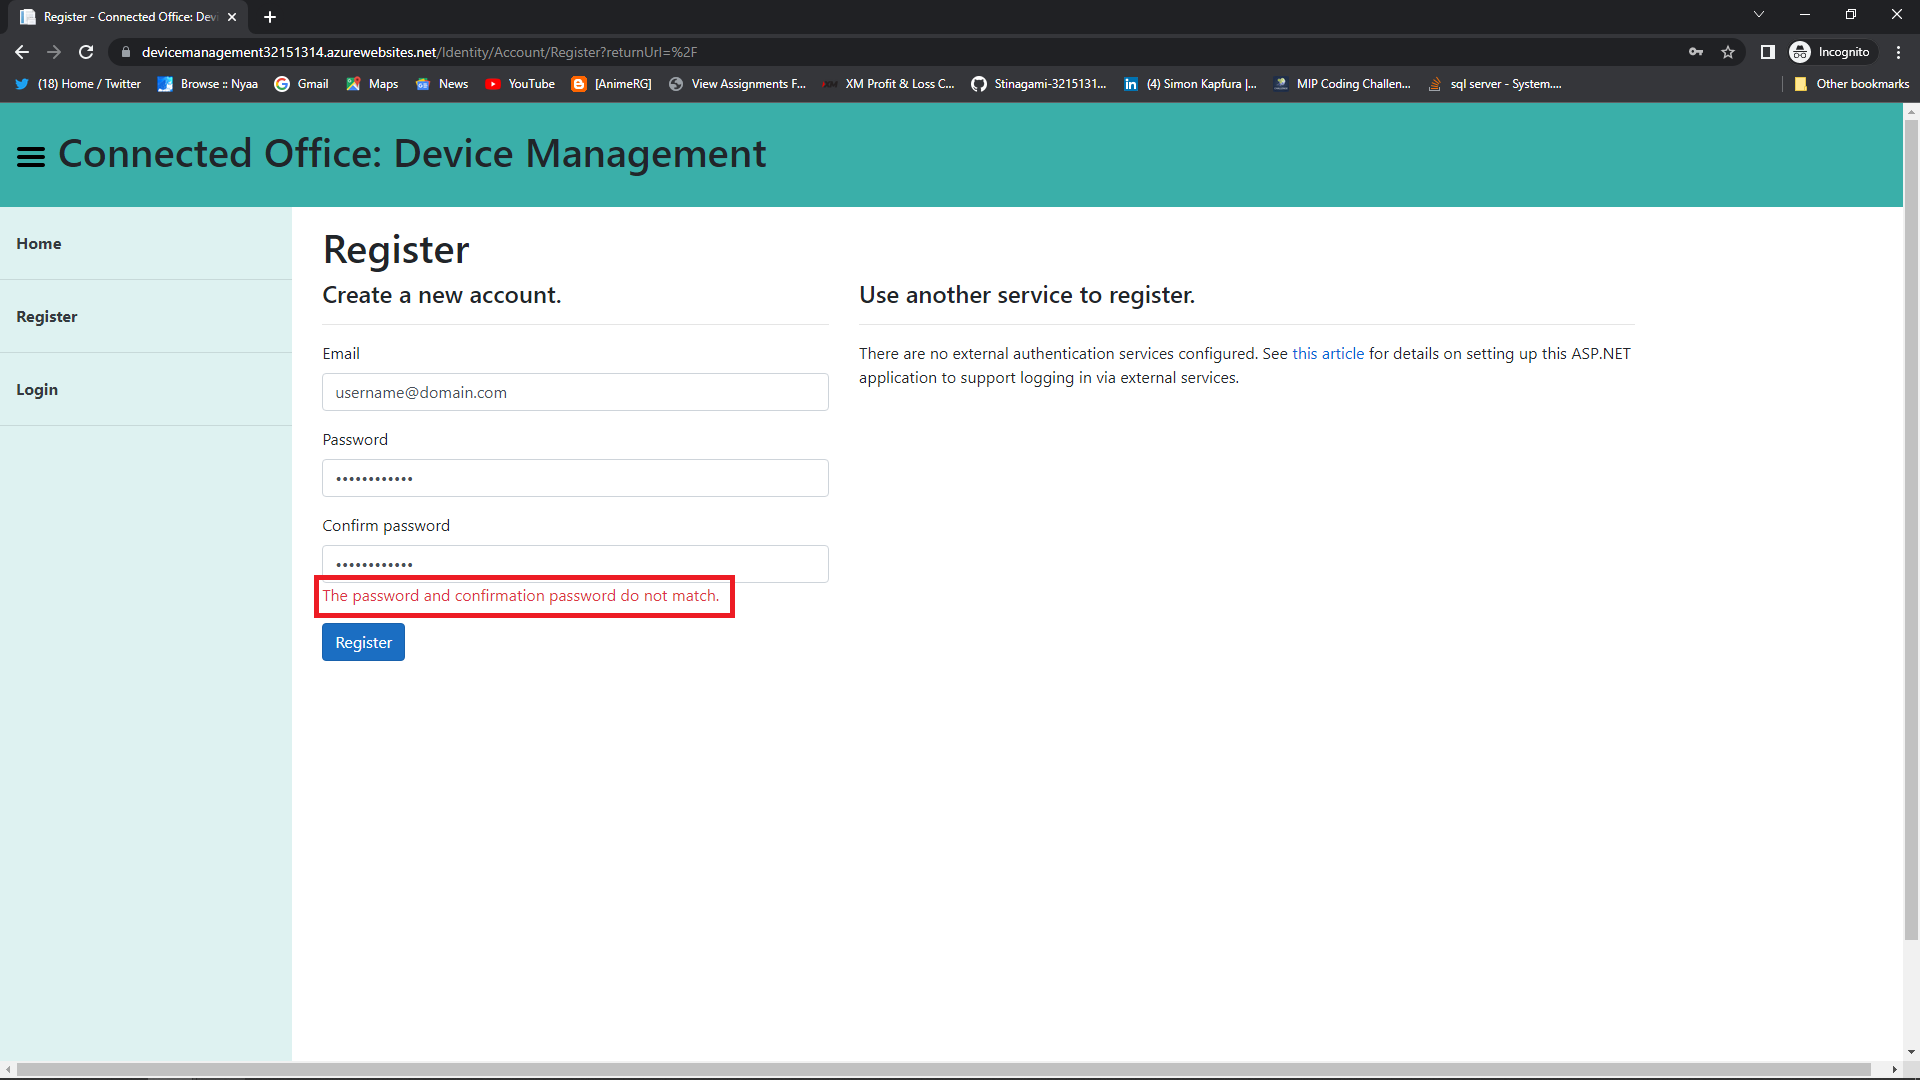 Register - Connected Office: Dev
devicemanagement32151314.azurewebsites.net/Identity/Account/Register?returnUrl=%2F
Incognito
(18) Home / Twitter
Browse :: Nyaa
Gmail
Maps
News
YouTube
[AnimeRG]
View Assignments F...
XM Profit & Loss C...
Stinagami-3215131...
(4) Simon Kapfura |...
MIP Coding Challen...
sql server - System....
Other bookmarks
Connected Office: Device Management
Home
Register
Login
Register
Create a new account.
Email
username@domain.com
Password
Confirm password
The password and confirmation password do not match.
Register
Use another service to register.
There are no external authentication services configured. See this article for details on setting up this ASP.NET
application to support logging in via external services.